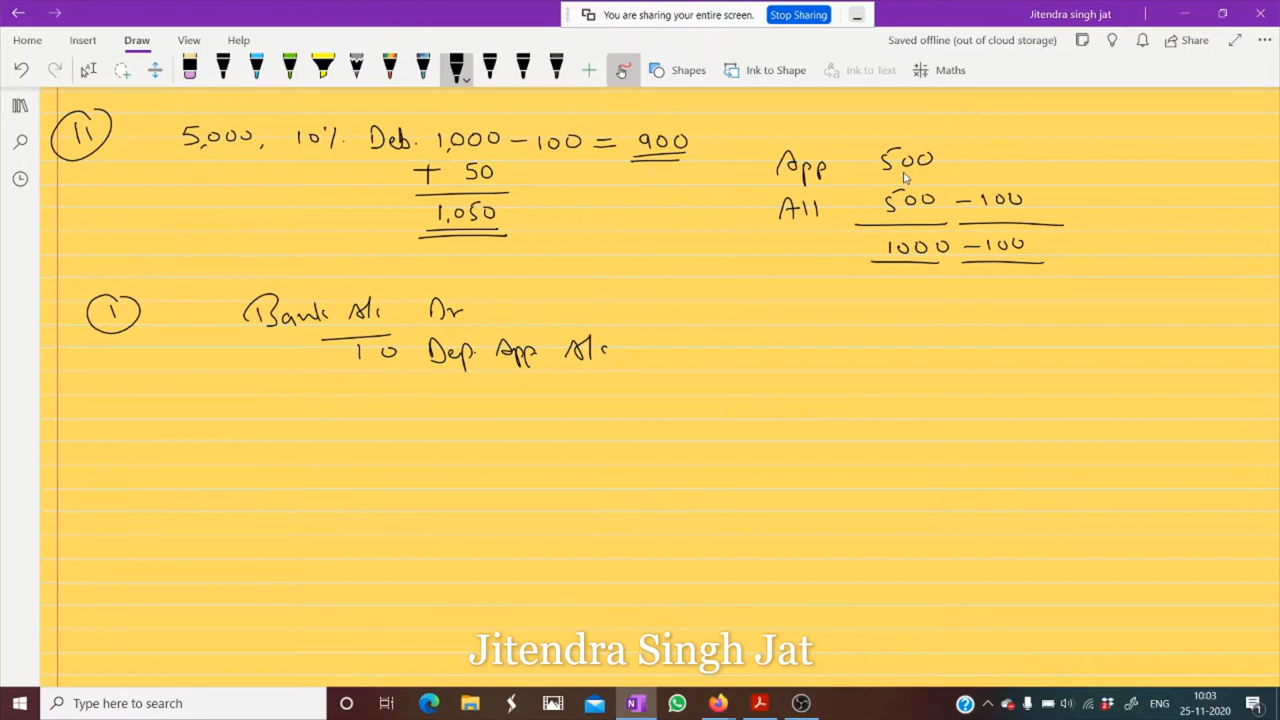 You are sharing your entire screen. Stop Sharing
Jitendra singh jat
Home Insert Draw View Help
Saved offline (out of cloud storage)
Share
Shapes Ink to Shape Ink to Text Maths
11 5,000, 10% Deb. 1,000 - 100 = 900
+ 50
1,050
App 500
All 500 - 100
1000 - 100
1 Bank A/c Dr
To Dep. App A/c
Jitendra Singh Jat
Type here to search
ENG
10:03
25-11-2020